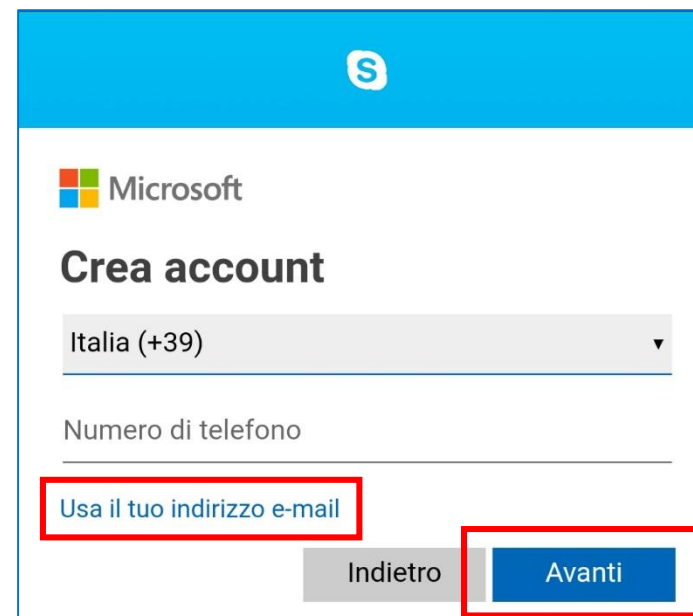 S
Microsoft
Crea account
Italia (+39)
Numero di telefono
Usa il tuo indirizzo e-mail
Indietro Avanti